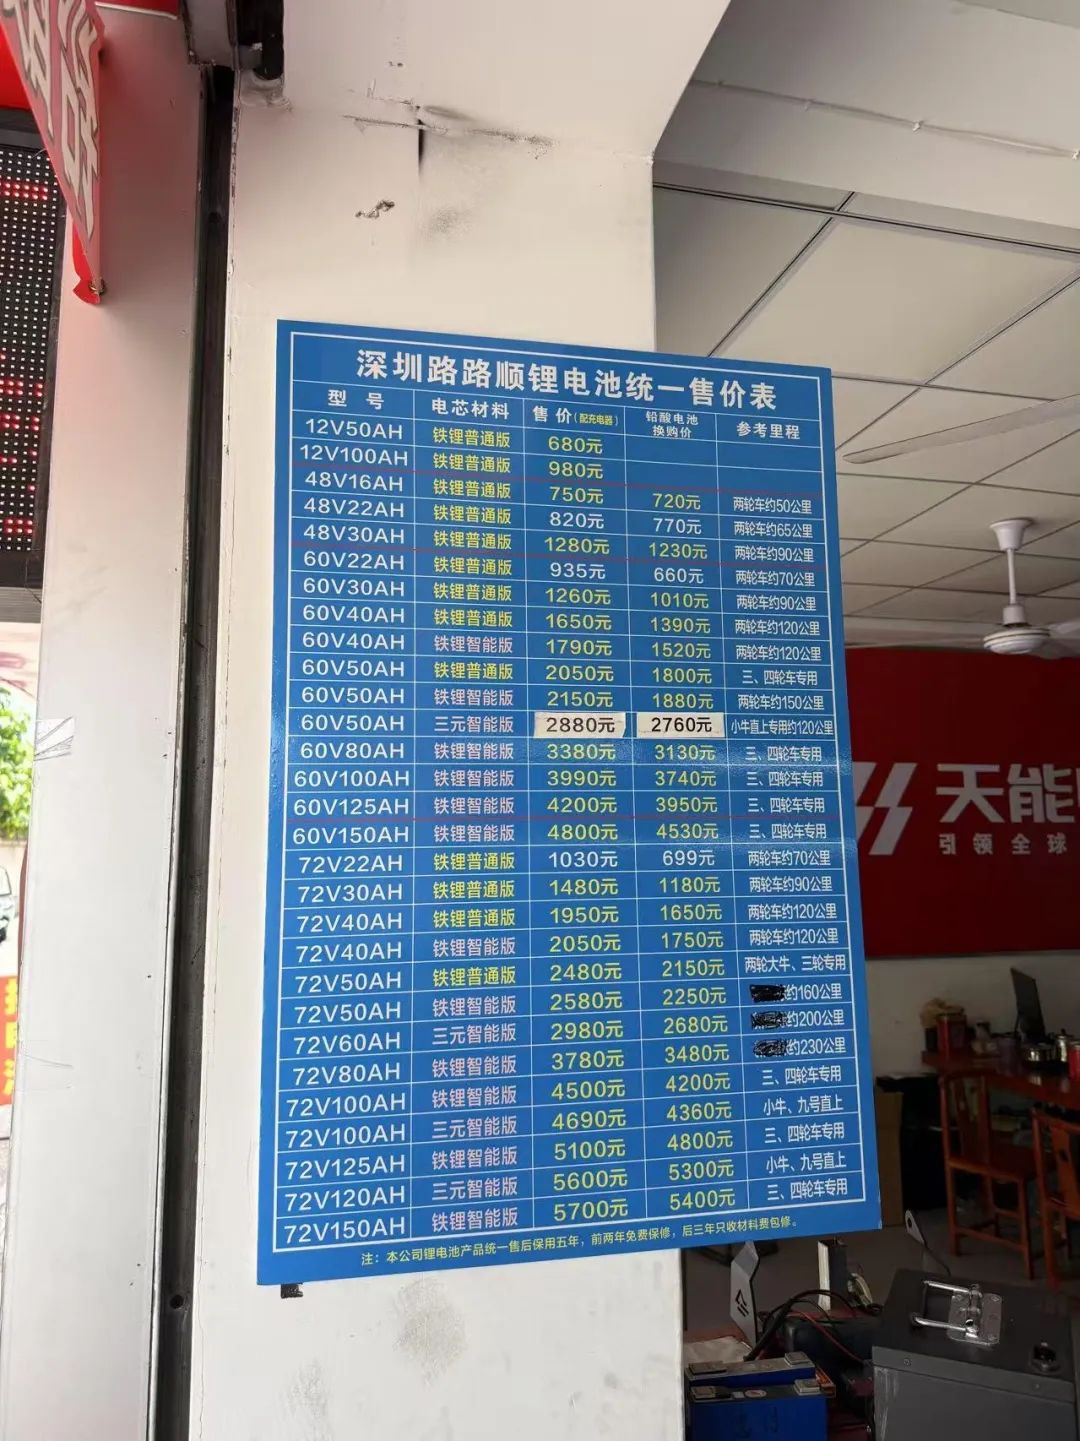 深圳路路顺锂电池统一售价表
型号 电芯材料 售价(配充电器) 铅酸电池换购价 参考里程
12V50AH 铁锂普通版 680元
12V100AH 铁锂普通版 980元
48V16AH 铁锂普通版 750元 720元 两轮车约50公里
48V22AH 铁锂普通版 820元 770元 两轮车约65公里
48V30AH 铁锂普通版 1280元 1230元 两轮车约90公里
60V22AH 铁锂普通版 935元 660元 两轮车约70公里
60V30AH 铁锂普通版 1260元 1010元 两轮车约90公里
60V40AH 铁锂普通版 1650元 1390元 两轮车约120公里
60V40AH 铁锂智能版 1790元 1520元 两轮车约120公里
60V50AH 铁锂普通版 2050元 1800元 三、四轮车专用
60V50AH 铁锂智能版 2150元 1880元 两轮车约150公里
60V50AH 三元智能版 2880元 2760元 小牛直上专用约120公里
60V80AH 铁锂智能版 3380元 3130元 三、四轮车专用
60V100AH 铁锂智能版 3990元 3740元 三、四轮车专用
60V125AH 铁锂智能版 4200元 3950元 三、四轮车专用
60V150AH 铁锂智能版 4800元 4530元 三、四轮车专用
72V22AH 铁锂普通版 1030元 699元 两轮车约70公里
72V30AH 铁锂普通版 1480元 1180元 两轮车约90公里
72V40AH 铁锂普通版 1950元 1650元 两轮车约120公里
72V40AH 铁锂智能版 2050元 1750元 两轮车约120公里
72V50AH 铁锂普通版 2480元 2150元 两轮大牛、三轮专用
72V50AH 铁锂智能版 2580元 2250元 约160公里
72V60AH 三元智能版 2980元 2680元 约200公里
72V80AH 铁锂智能版 3780元 3480元 约230公里
72V100AH 铁锂智能版 4500元 4200元 三、四轮车专用
72V100AH 三元智能版 4690元 4360元 小牛、九号直上
72V125AH 铁锂智能版 5100元 4800元 三、四轮车专用
72V120AH 三元智能版 5600元 5300元 小牛、九号直上
72V150AH 铁锂智能版 5700元 5400元 三、四轮车专用
注：本公司锂电池产品统一售后保用五年，前两年免费保修，后三年只收材料费包修。
天能
引领全球